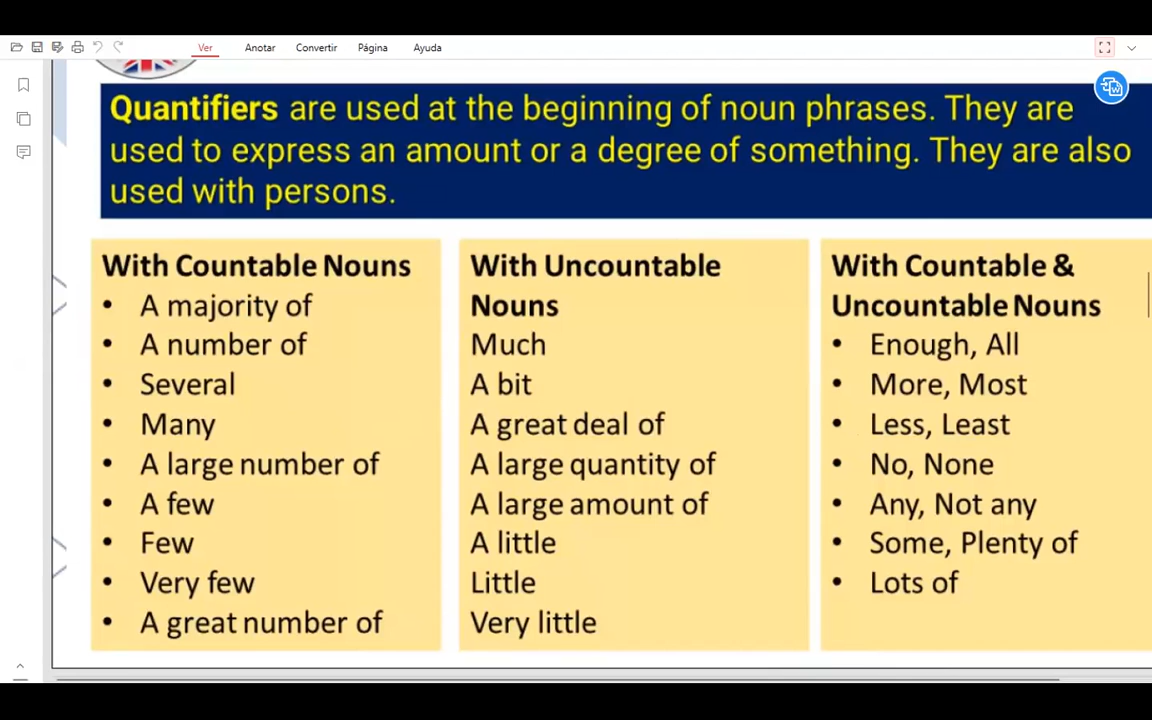 Ver Anotar Convertir Página Ayuda
Quantifiers are used at the beginning of noun phrases. They are
used to express an amount or a degree of something. They are also
used with persons.
With Countable Nouns
• A majority of
• A number of
• Several
• Many
• A large number of
• A few
• Few
• Very few
• A great number of
With Uncountable
Nouns
Much
A bit
A great deal of
A large quantity of
A large amount of
A little
Little
Very little
With Countable &
Uncountable Nouns
• Enough, All
• More, Most
• Less, Least
• No, None
• Any, Not any
• Some, Plenty of
• Lots of